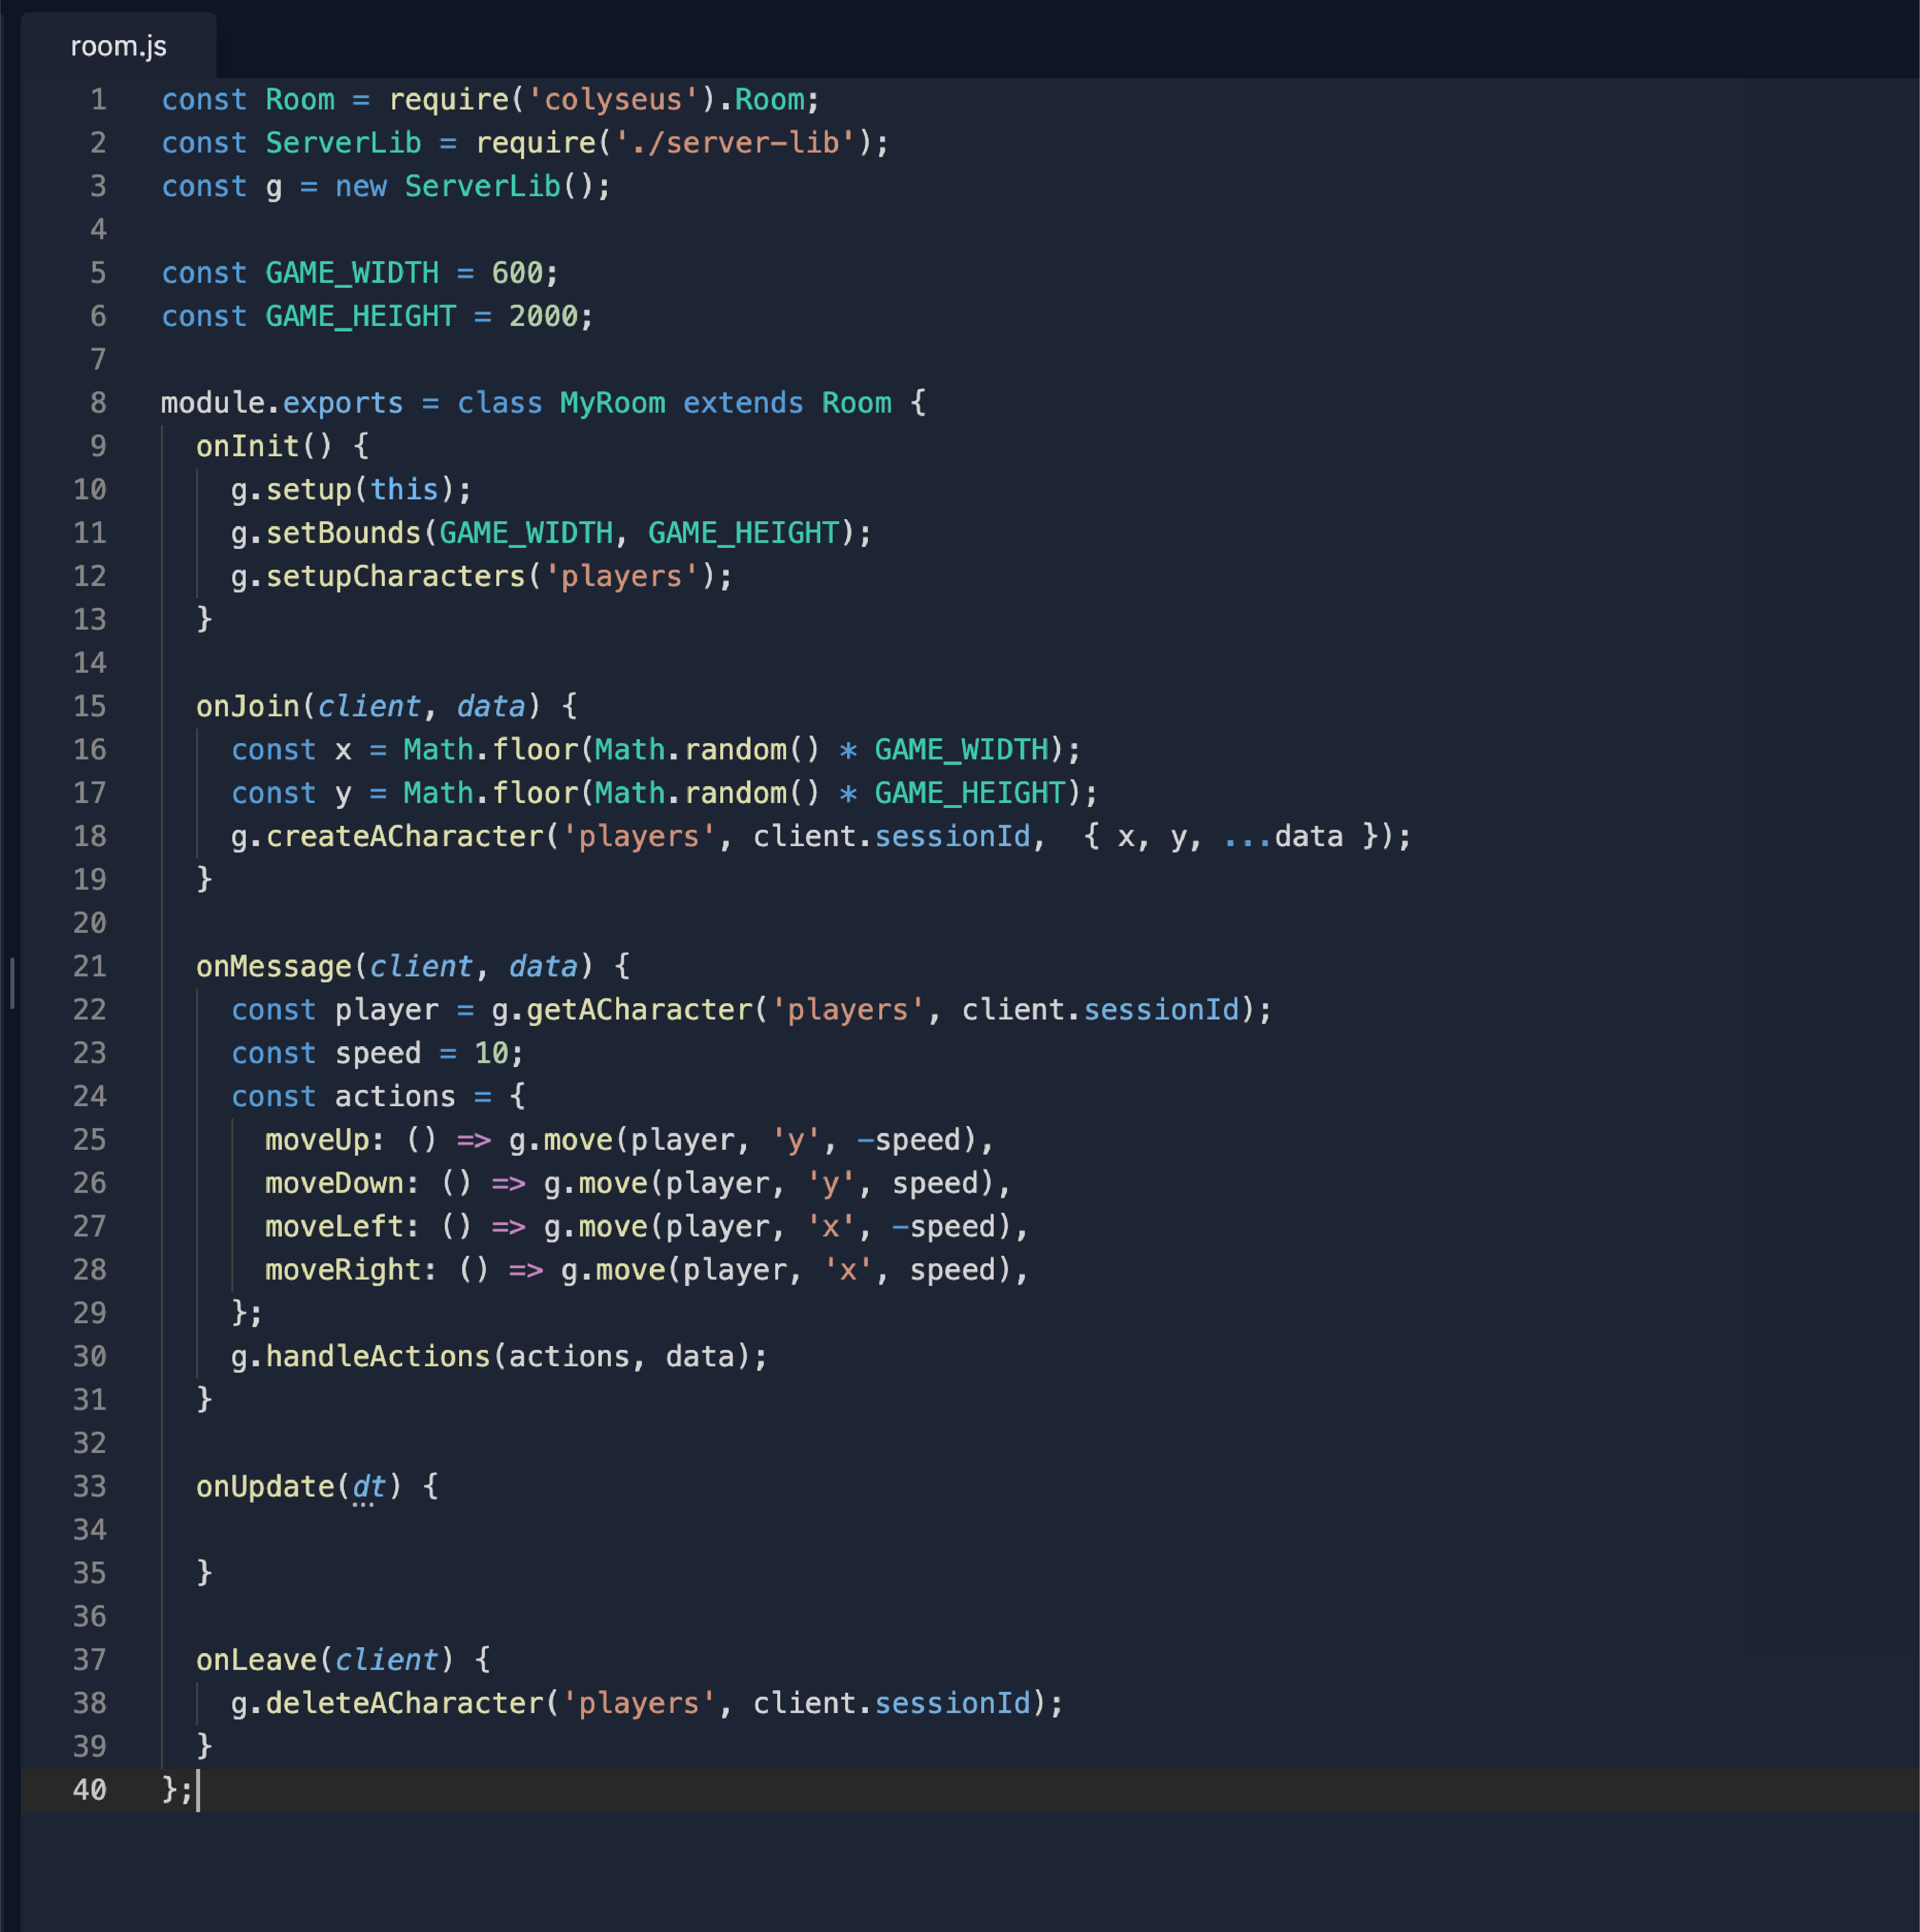 room.js
1 const Room = require('colyseus').Room;
2 const ServerLib = require('./server-lib');
3 const g = new ServerLib();
4
5 const GAME_WIDTH = 600;
6 const GAME_HEIGHT = 2000;
7
8 module.exports = class MyRoom extends Room {
9   onInit() {
10     g.setup(this);
11     g.setBounds(GAME_WIDTH, GAME_HEIGHT);
12     g.setupCharacters('players');
13   }
14
15   onJoin(client, data) {
16     const x = Math.floor(Math.random() * GAME_WIDTH);
17     const y = Math.floor(Math.random() * GAME_HEIGHT);
18     g.createACharacter('players', client.sessionId,  { x, y, ...data });
19   }
20
21   onMessage(client, data) {
22     const player = g.getACharacter('players', client.sessionId);
23     const speed = 10;
24     const actions = {
25       moveUp: () => g.move(player, 'y', -speed),
26       moveDown: () => g.move(player, 'y', speed),
27       moveLeft: () => g.move(player, 'x', -speed),
28       moveRight: () => g.move(player, 'x', speed),
29     };
30     g.handleActions(actions, data);
31   }
32
33   onUpdate(dt) {
34
35   }
36
37   onLeave(client) {
38     g.deleteACharacter('players', client.sessionId);
39   }
40 };